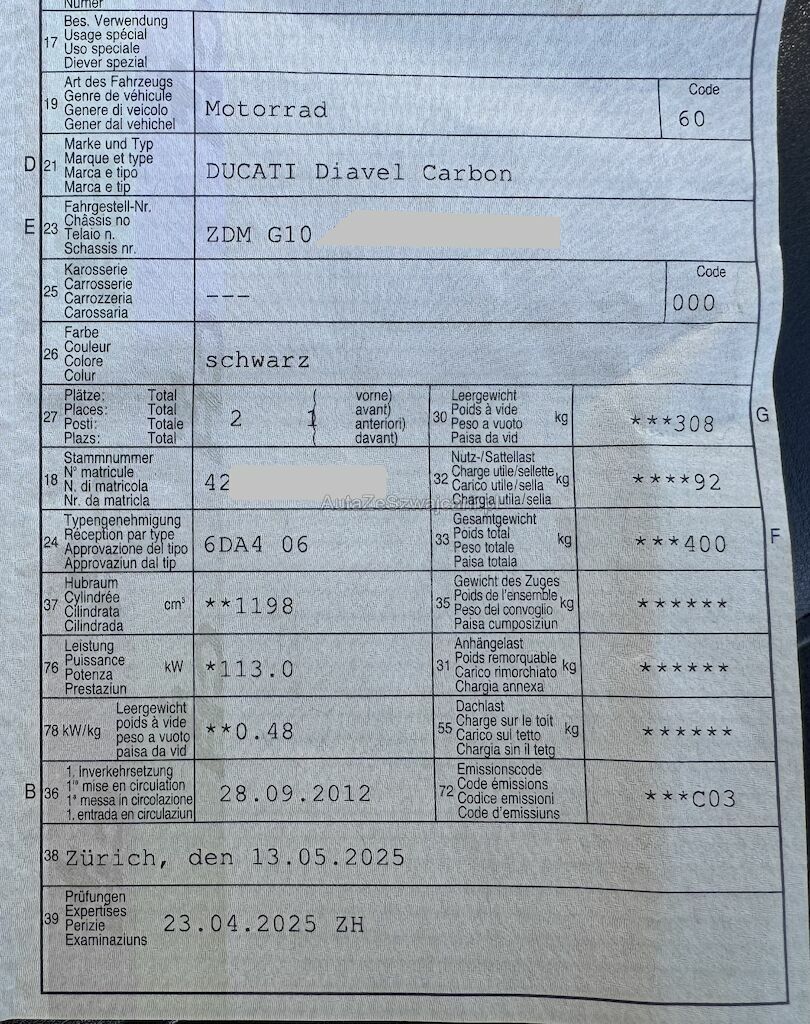 Numer
17
Bes. Verwendung
Usage spécial
Uso speciale
Diever spezial
19
Art des Fahrzeugs
Genre de véhicule
Genere di veicolo
Gener dal vehichel
Motorrad
Code
60
D
21
Marke und Typ
Marque et type
Marca e tipo
Marca e tip
DUCATI Diavel Carbon
E
23
Fahrgestell-Nr.
Châssis no
Telaio n.
Schassis nr.
ZDM G10
25
Karosserie
Carrosserie
Carrozzeria
Carossaria
---
Code
000
26
Farbe
Couleur
Colore
Colur
schwarz
27
Plätze: Total
Places: Total
Posti: Totale
Plazs: Total
2 1
( vorne)
( avant)
( anteriori)
( davant)
30
Leergewicht
Poids à vide
Peso a vuoto
Paisa da vid
kg
***308
G
18
Stammnummer
N° matricule
N. di matricola
Nr. da matricla
42
32
Nutz-/Sattellast
Charge utile/sellette
Carico utile/sella
Chargia utila/sella
kg
****92
AutaZeSzwajcarii.pl
24
Typengenehmigung
Réception par type
Approvazione del tipo
Approvaziun dal tip
6DA4 06
33
Gesamtgewicht
Poids total
Peso totale
Paisa totala
kg
***400
F
37
Hubraum
Cylindrée
Cilindrata
Cilindrada
cm³
**1198
35
Gewicht des Zuges
Poids de l'ensemble
Peso del convoglio
Paisa cumposiziun
kg
******
76
Leistung
Puissance
Potenza
Prestaziun
kW
*113.0
31
Anhängelast
Poids remorquable
Carico rimorchiato
Chargia annexa
kg
******
78 kW/kg
Leergewicht
poids à vide
peso a vuoto
paisa da vid
**0.48
55
Dachlast
Charge sur le toit
Carico sul tetto
Chargia sin il tetg
kg
******
B
36
1. Inverkehrsetzung
1re mise en circulation
1a messa in circolazione
1. entrada en circulaziun
28.09.2012
72
Emissionscode
Code émissions
Codice emissioni
Code d'emissiuns
***C03
38
Zürich, den 13.05.2025
39
Prüfungen
Expertises
Perizie
Examinaziuns
23.04.2025 ZH